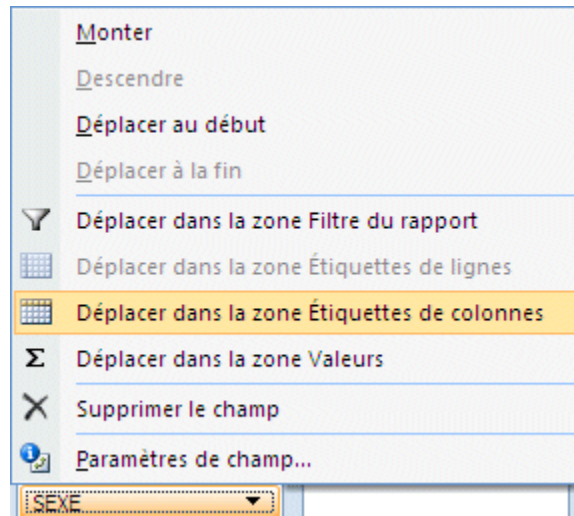 Monter
Descendre
Déplacer au début
Déplacer à la fin
Déplacer dans la zone Filtre du rapport
Déplacer dans la zone Étiquettes de lignes
Déplacer dans la zone Étiquettes de colonnes
Σ Déplacer dans la zone Valeurs
Supprimer le champ
Paramètres de champ...
SEXE